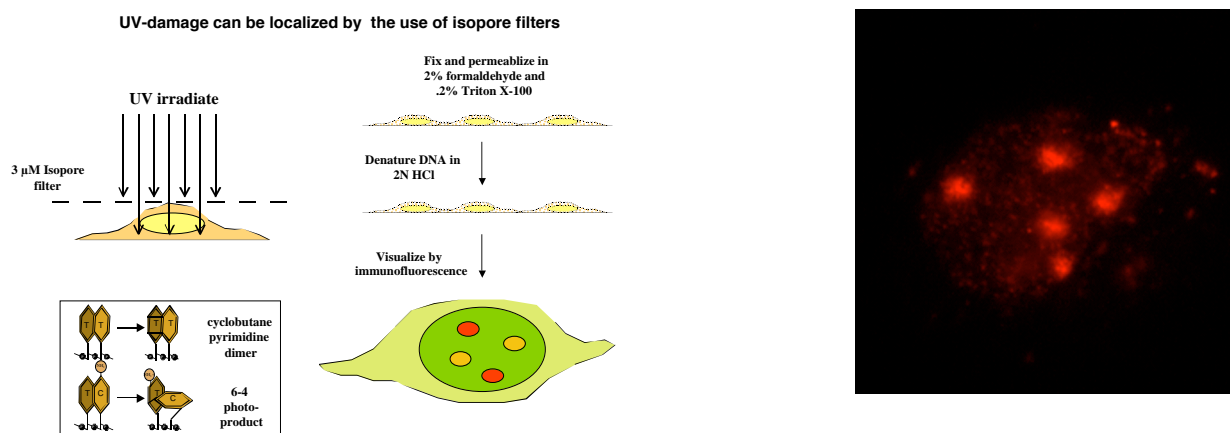 UV-damage can be localized by the use of isopore filters
UV irradiate
3 µM Isopore
filter
Fix and permeablize in
2% formaldehyde and
.2% Triton X-100
Denature DNA in
2N HCl
Visualize by
immunofluorescence
T T
T T
cyclobutane
pyrimidine
dimer
T C
T C
6-4
photo-
product